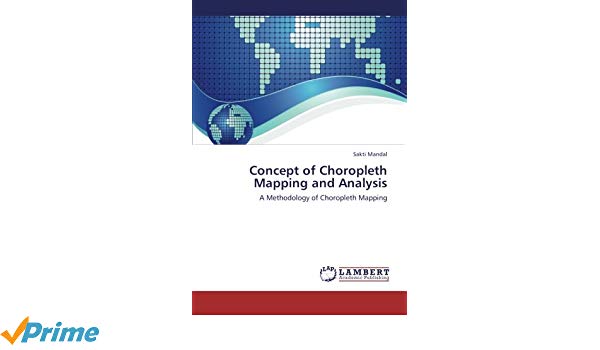 Sakti Mandal
Concept of Choropleth
Mapping and Analysis
A Methodology of Choropleth Mapping
LAP LAMBERT
Academic Publishing
Prime